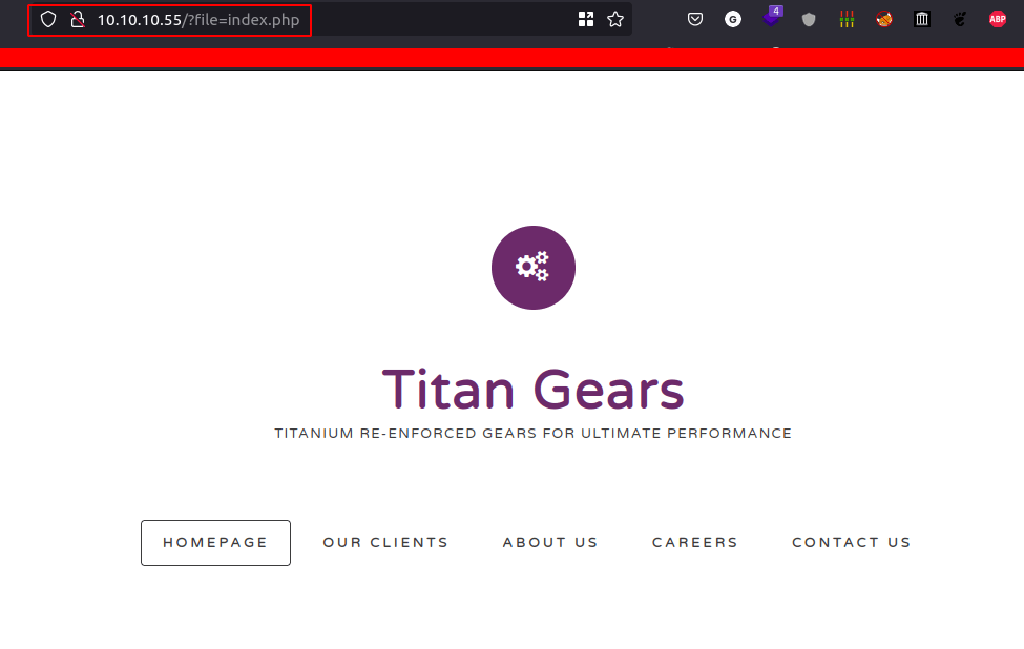 10.10.10.55/?file=index.php
G
4
ABP
Titan Gears
TITANIUM RE-ENFORCED GEARS FOR ULTIMATE PERFORMANCE
HOMEPAGE OUR CLIENTS ABOUT US CAREERS CONTACT US